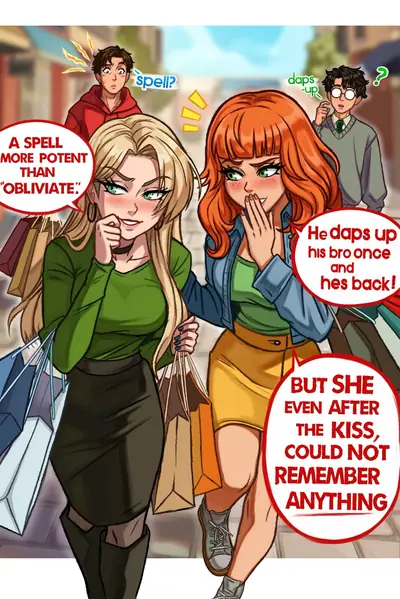 spell?
daps
-up
?
A SPELL
MORE POTENT
THAN
"OBLIVIATE".
He daps up
his bro once
and
hes back!
BUT SHE
EVEN AFTER
THE KISS,
COULD NOT
REMEMBER
ANYTHING